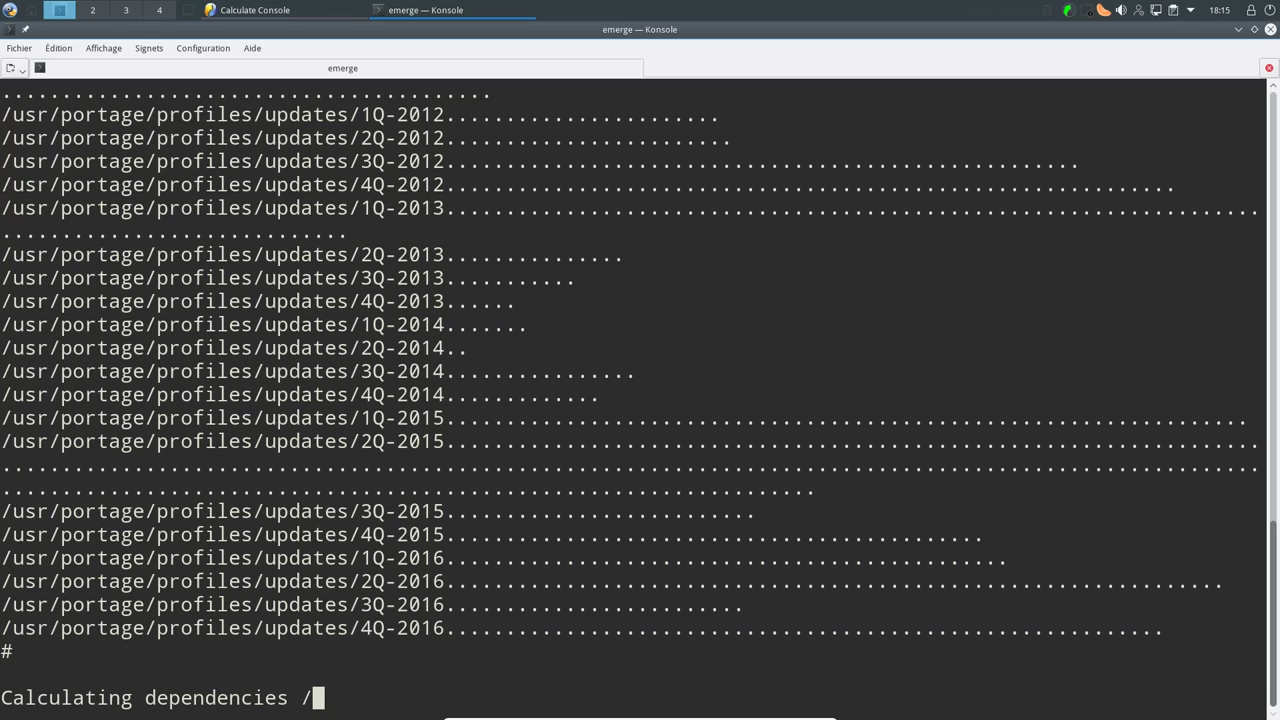 1 2 3 4 Calculate Console emerge — Konsole 18:15
emerge — Konsole
Fichier Édition Affichage Signets Configuration Aide
emerge
.........................................
/usr/portage/profiles/updates/1Q-2012.......................
/usr/portage/profiles/updates/2Q-2012........................
/usr/portage/profiles/updates/3Q-2012.....................................................
/usr/portage/profiles/updates/4Q-2012.............................................................
/usr/portage/profiles/updates/1Q-2013....................................................................
.............................
/usr/portage/profiles/updates/2Q-2013...............
/usr/portage/profiles/updates/3Q-2013...........
/usr/portage/profiles/updates/4Q-2013......
/usr/portage/profiles/updates/1Q-2014.......
/usr/portage/profiles/updates/2Q-2014..
/usr/portage/profiles/updates/3Q-2014................
/usr/portage/profiles/updates/4Q-2014.............
/usr/portage/profiles/updates/1Q-2015...................................................................
/usr/portage/profiles/updates/2Q-2015....................................................................
.........................................................................................................
....................................................................
/usr/portage/profiles/updates/3Q-2015..........................
/usr/portage/profiles/updates/4Q-2015.............................................
/usr/portage/profiles/updates/1Q-2016...............................................
/usr/portage/profiles/updates/2Q-2016.................................................................
/usr/portage/profiles/updates/3Q-2016.........................
/usr/portage/profiles/updates/4Q-2016............................................................
#
Calculating dependencies /